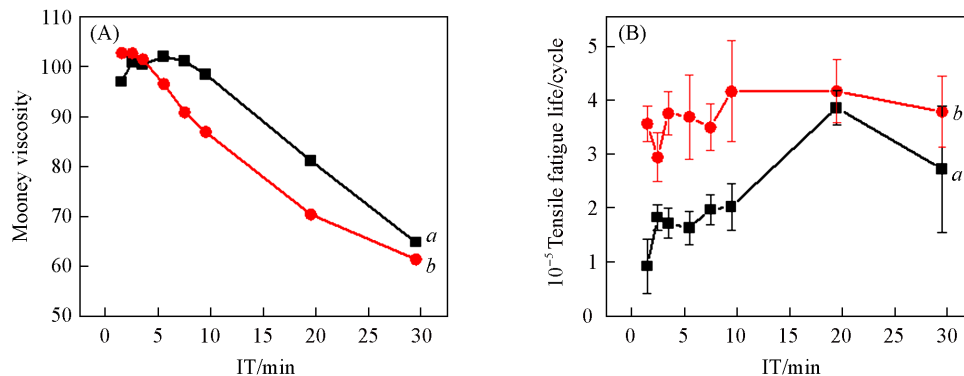 (A)
110
100
90
80
70
60
50
Mooney viscosity
a
b
0 5 10 15 20 25 30
IT/min
(B)
5
4
3
2
1
0
10⁻⁵ Tensile fatigue life/cycle
b
a
0 5 10 15 20 25 30
IT/min